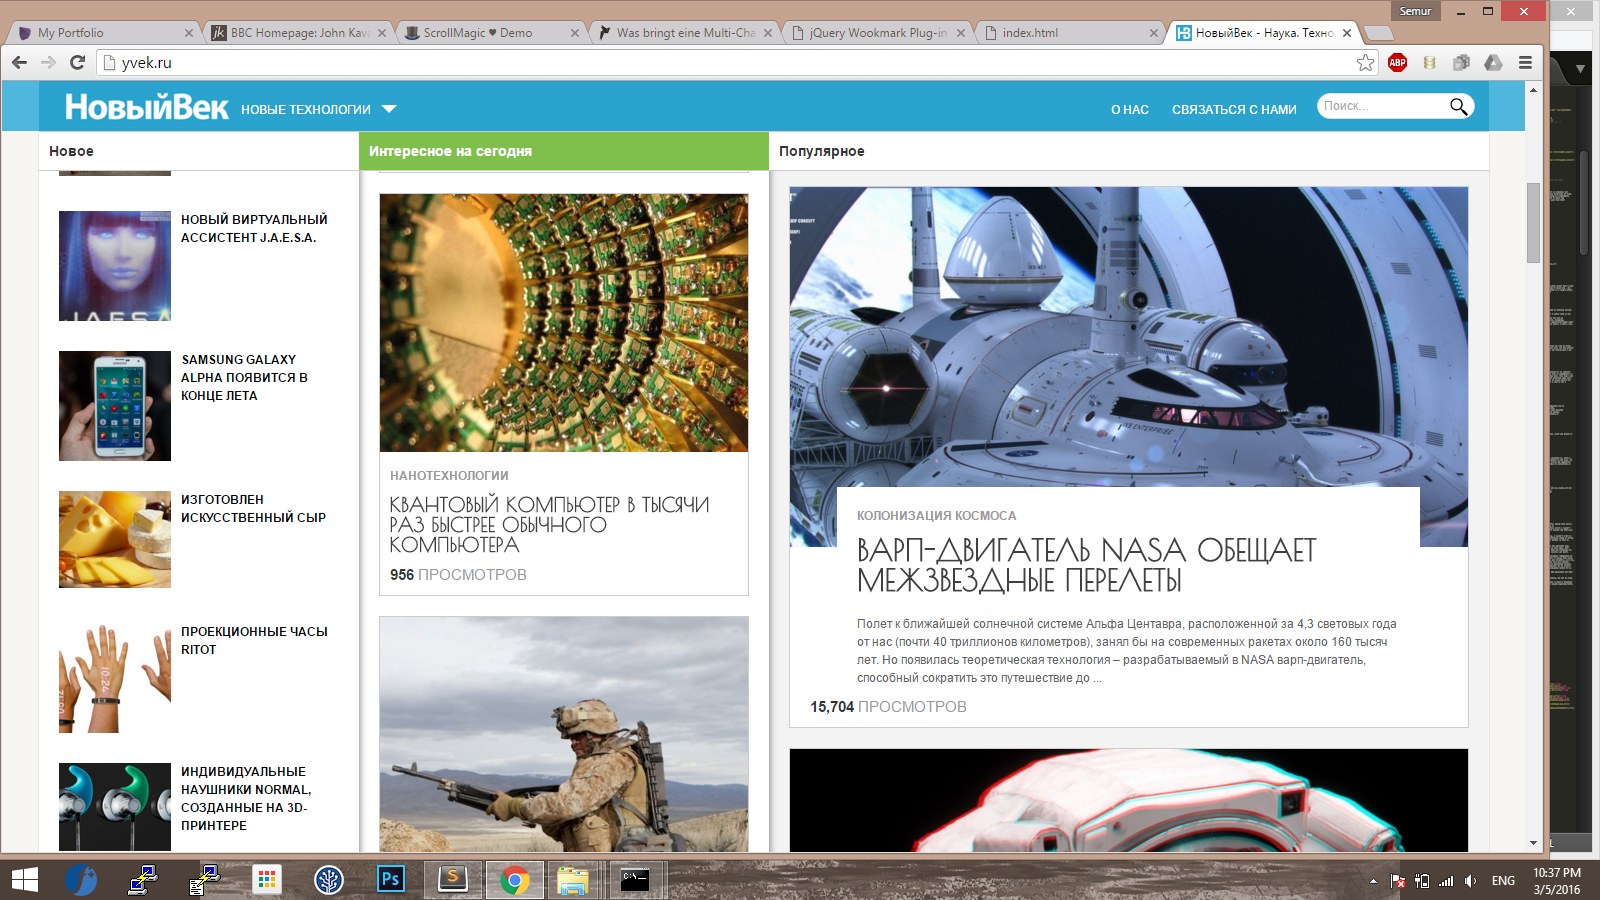 Semur
My Portfolio
BBC Homepage: John Kava
ScrollMagic ♥ Demo
Was bringt eine Multi-Cha
jQuery Wookmark Plug-in
index.html
НовыйВек - Наука. Техно
yvek.ru
ABP
НовыйВек
НОВЫЕ ТЕХНОЛОГИИ
О НАС
СВЯЗАТЬСЯ С НАМИ
Поиск...
Новое
Интересное на сегодня
Популярное
НОВЫЙ ВИРТУАЛЬНЫЙ
АССИСТЕНТ J.A.E.S.A.
SAMSUNG GALAXY
ALPHA ПОЯВИТСЯ В
КОНЦЕ ЛЕТА
ИЗГОТОВЛЕН
ИСКУССТВЕННЫЙ СЫР
ПРОЕКЦИОННЫЕ ЧАСЫ
RITOT
10:24
ИНДИВИДУАЛЬНЫЕ
НАУШНИКИ NORMAL,
СОЗДАННЫЕ НА 3D-
ПРИНТЕРЕ
НАНОТЕХНОЛОГИИ
КВАНТОВЫЙ КОМПЬЮТЕР В ТЫСЯЧИ
РАЗ БЫСТРЕЕ ОБЫЧНОГО
КОМПЬЮТЕРА
956 ПРОСМОТРОВ
КОЛОНИЗАЦИЯ КОСМОСА
ВАРП-ДВИГАТЕЛЬ NASA ОБЕЩАЕТ
МЕЖЗВЕЗДНЫЕ ПЕРЕЛЕТЫ
Полет к ближайшей солнечной системе Альфа Центавра, расположенной за 4,3 световых года
от нас (почти 40 триллионов километров), занял бы на современных ракетах около 160 тысяч
лет. Но появилась теоретическая технология – разрабатываемый в NASA варп-двигатель,
способный сократить это путешествие до ...
15,704 ПРОСМОТРОВ
Ps
ENG
10:37 PM
3/5/2016